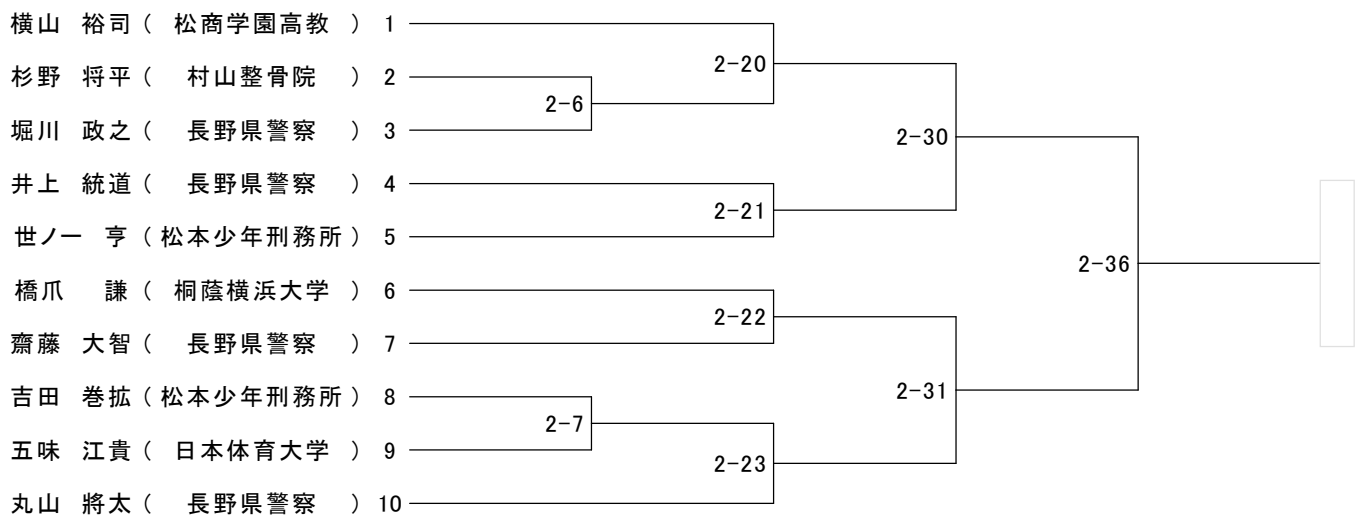 横山 裕司 ( 松商学園高教 ) 1
2-20
杉野 将平 ( 村山整骨院 ) 2
2-6
堀川 政之 ( 長野県警察 ) 3
2-30
井上 統道 ( 長野県警察 ) 4
2-21
世ノ一 亨 ( 松本少年刑務所 ) 5
2-36
橋爪 謙 ( 桐蔭横浜大学 ) 6
2-22
齋藤 大智 ( 長野県警察 ) 7
2-31
吉田 巻拡 ( 松本少年刑務所 ) 8
2-7
五味 江貴 ( 日本体育大学 ) 9
2-23
丸山 將太 ( 長野県警察 ) 10